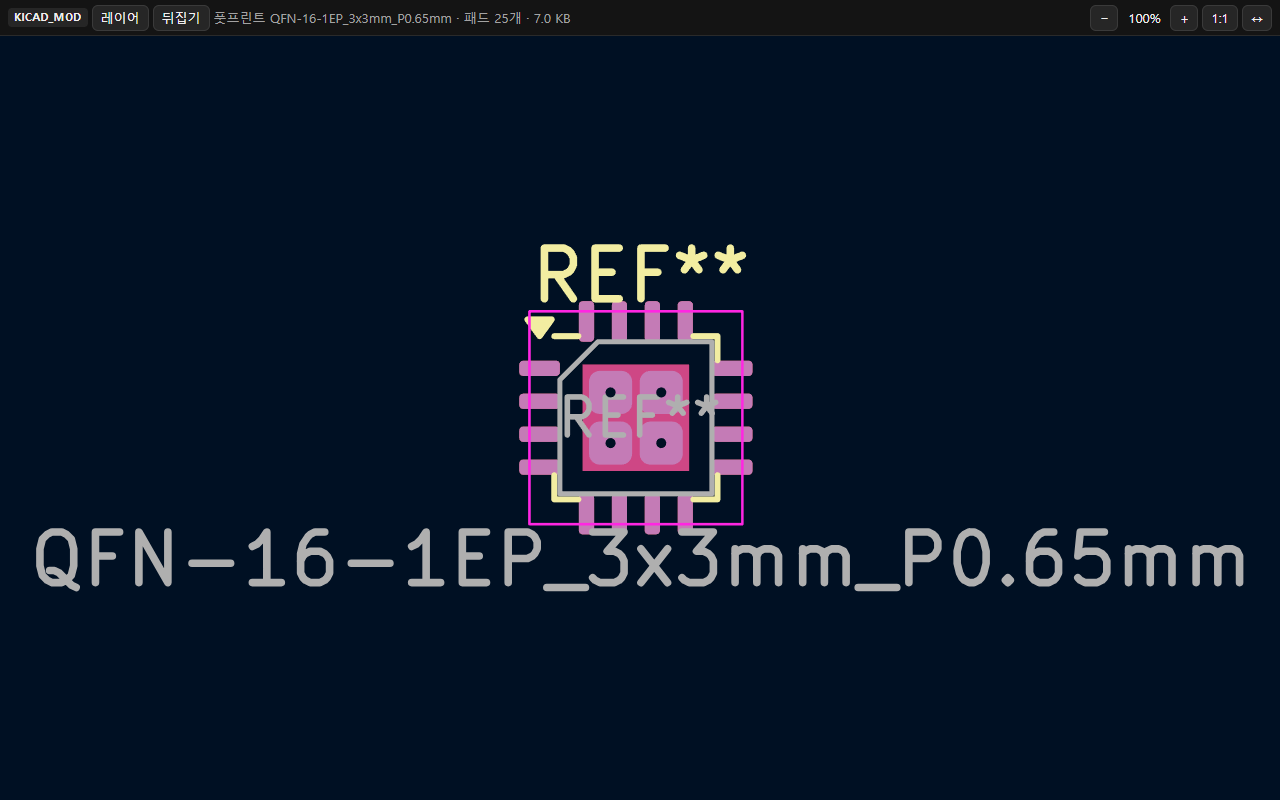 KICAD_MOD 레이어 뒤집기 풋프린트 QFN-16-1EP_3x3mm_P0.65mm · 패드 25개 · 7.0 KB − 100% + 1:1 ↔
REF**
REF**
QFN-16-1EP_3x3mm_P0.65mm